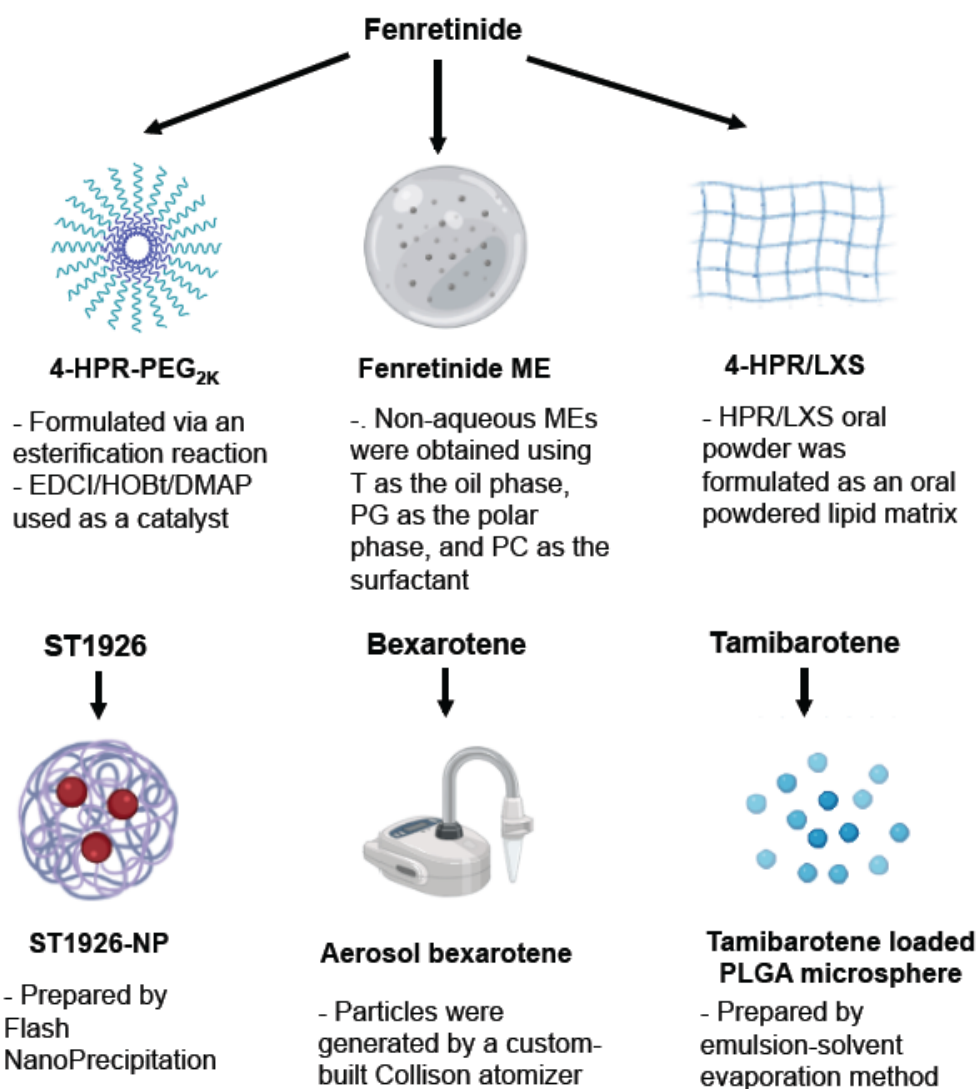 Fenretinide
4-HPR-PEG2K
- Formulated via an
esterification reaction
- EDCI/HOBt/DMAP
used as a catalyst
Fenretinide ME
-. Non-aqueous MEs
were obtained using
T as the oil phase,
PG as the polar
phase, and PC as the
surfactant
4-HPR/LXS
- HPR/LXS oral
powder was
formulated as an oral
powdered lipid matrix
ST1926
ST1926-NP
- Prepared by
Flash
NanoPrecipitation
Bexarotene
Aerosol bexarotene
- Particles were
generated by a custom-
built Collison atomizer
Tamibarotene
Tamibarotene loaded
PLGA microsphere
- Prepared by
emulsion-solvent
evaporation method